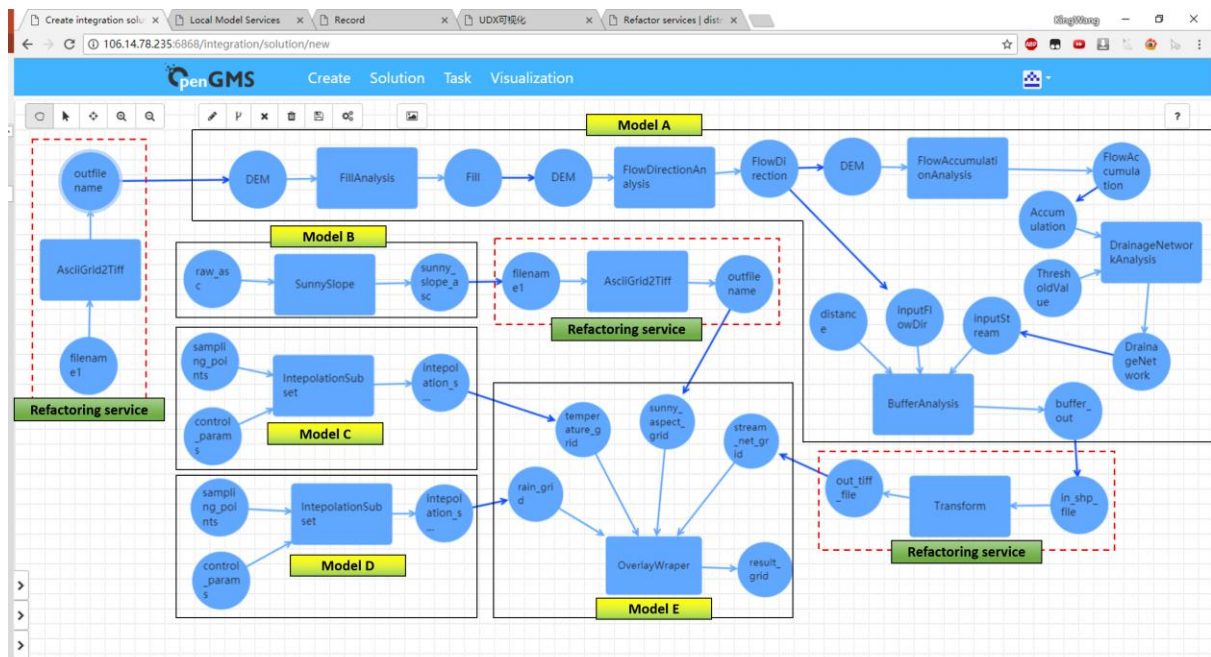 Create integration solu
Local Model Services
Record
UDX可视化
Refactor services | distr
KingWang
106.14.78.235:6868/integration/solution/new
OpenGMS
Create
Solution
Task
Visualization
?
Model A
outfile
name
DEM
FillAnalysis
Fill
DEM
FlowDirectionAn
alysis
FlowDi
rection
DEM
FlowAccumulati
onAnalysis
FlowAc
cumula
tion
Accum
ulation
DrainageNetwo
rkAnalysis
Thresh
oldVal
ue
AsciiGrid2Tiff
filenam
e1
Refactoring service
Model B
raw_as
c
SunnySlope
sunny_
slope_a
sc
filenam
e1
AsciiGrid2Tiff
outfile
name
Refactoring service
distanc
e
inputFl
owDir
inputSt
ream
Draina
geNet
work
BufferAnalysis
buffer_
out
sampli
ng_poi
nts
IntepolationSub
set
Intepol
ation_s
...
control
_param
s
Model C
temper
ature_g
rid
sunny_
aspect_
grid
stream
_net_gr
id
sampli
ng_poi
nts
IntepolationSub
set
Intepol
ation_s
...
control
_param
s
Model D
rain_gri
d
OverlayWraper
result_
grid
Model E
out_tiff
_file
Transform
in_shp_
file
Refactoring service